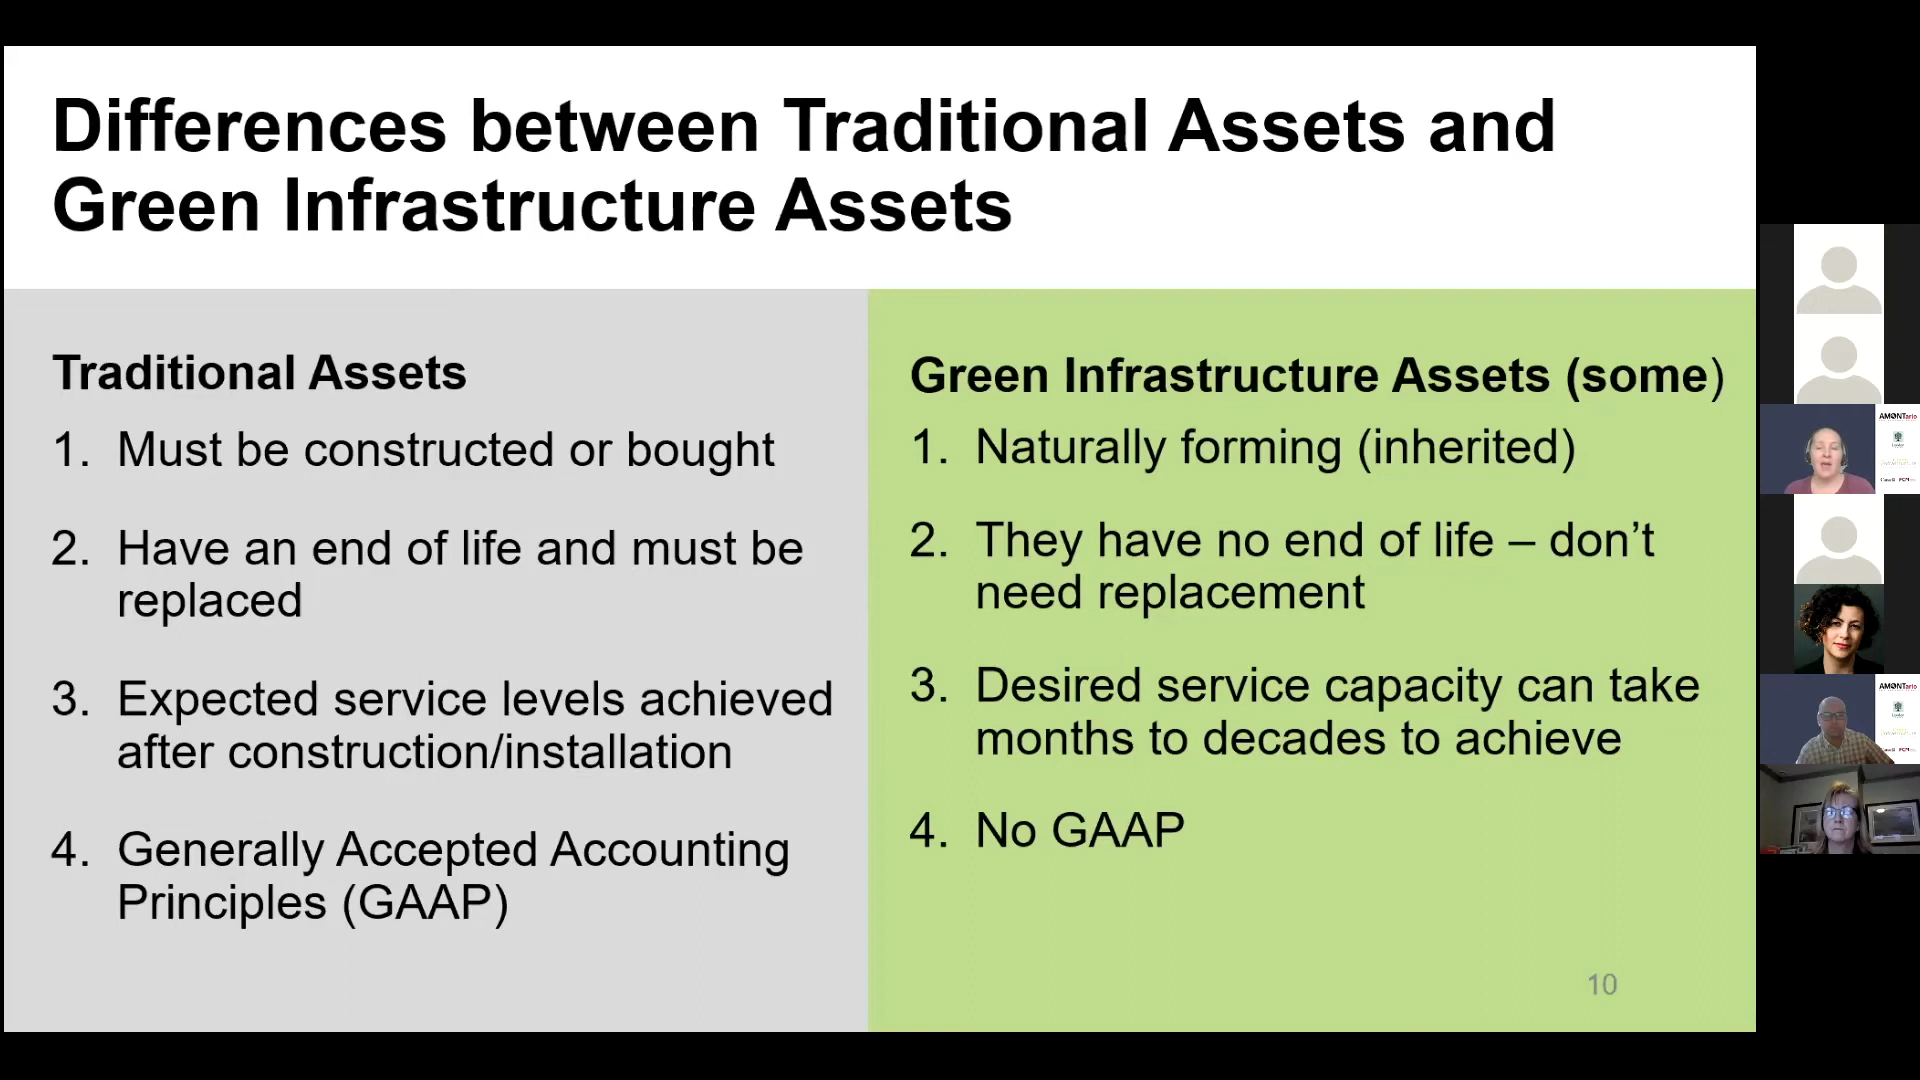 Differences between Traditional Assets and
Green Infrastructure Assets
Traditional Assets
1. Must be constructed or bought
2. Have an end of life and must be
replaced
3. Expected service levels achieved
after construction/installation
4. Generally Accepted Accounting
Principles (GAAP)
Green Infrastructure Assets (some)
1. Naturally forming (inherited)
2. They have no end of life – don’t
need replacement
3. Desired service capacity can take
months to decades to achieve
4. No GAAP
10
AMONTario
AMONTario